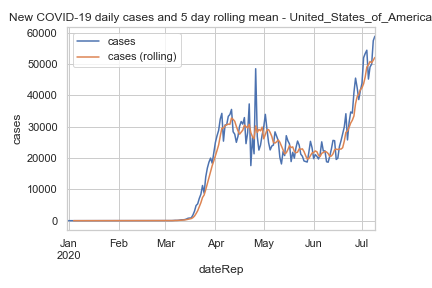 New COVID-19 daily cases and 5 day rolling mean - United_States_of_America
cases
cases (rolling)
60000
50000
40000
30000
20000
10000
0
cases
Jan Feb Mar Apr May Jun Jul
2020
dateRep